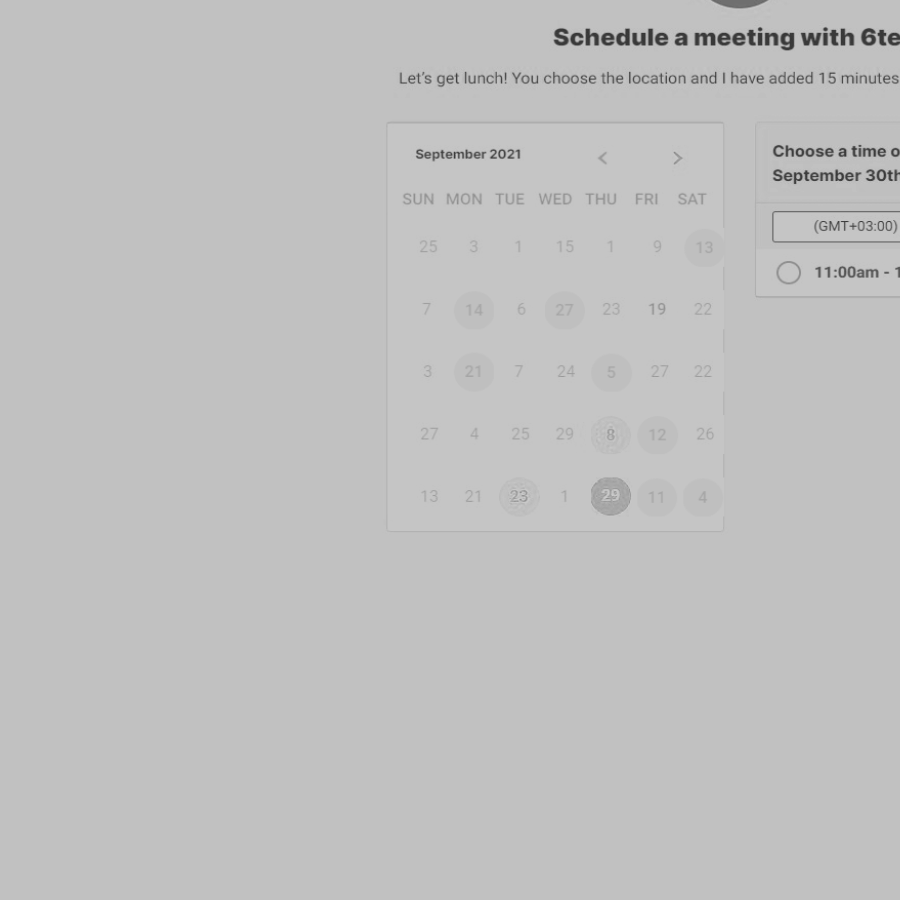 Schedule a meeting with 6te
Let's get lunch! You choose the location and I have added 15 minutes
September 2021
SUN MON TUE WED THU FRI SAT
25 3 1 15 1 9 13
7 14 6 27 23 19 22
3 21 7 24 5 27 22
27 4 25 29 8 12 26
13 21 23 1 29 11 4
Choose a time o
September 30th
(GMT+03:00)
11:00am - 1